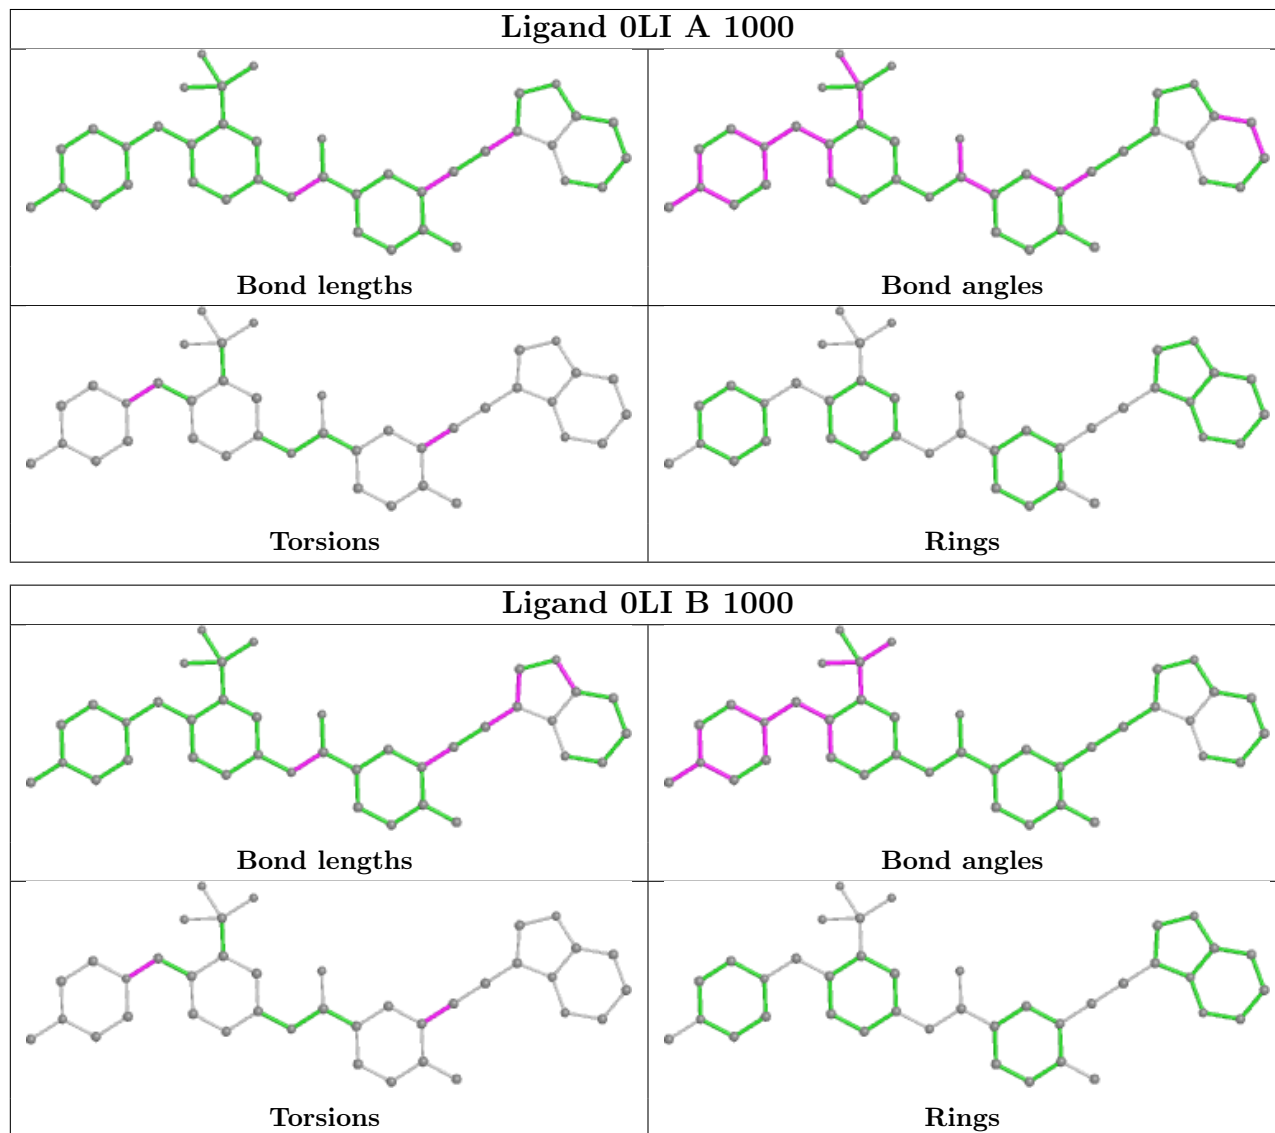 Ligand 0LI A 1000
Bond lengths
Bond angles
Torsions
Rings
Ligand 0LI B 1000
Bond lengths
Bond angles
Torsions
Rings